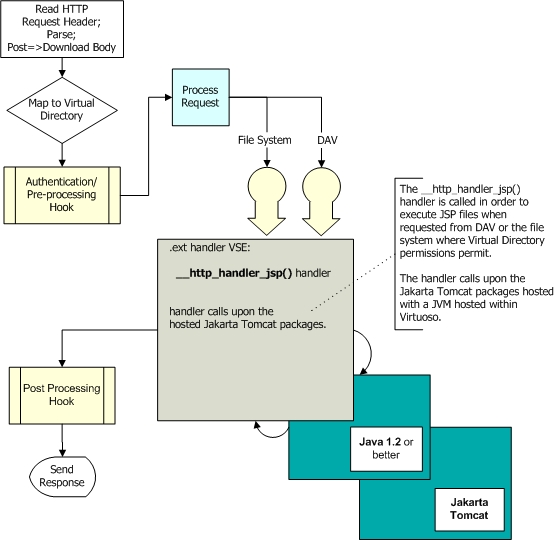 Read HTTP
Request Header;
Parse;
Post=>Download Body
Map to Virtual
Directory
Authentication/
Pre-processing
Hook
Process
Request
File System
DAV
.ext handler VSE:
__http_handler_jsp() handler
handler calls upon the
hosted Jakarta Tomcat packages.
The __http_handler_jsp()
handler is called in order to
execute JSP files when
requested from DAV or the file
system where Virtual Directory
permissions permit.
The handler calls upon the
Jakarta Tomcat packages hosted
with a JVM hosted within
Virtuoso.
Post Processing
Hook
Send
Response
Java 1.2 or
better
Jakarta
Tomcat